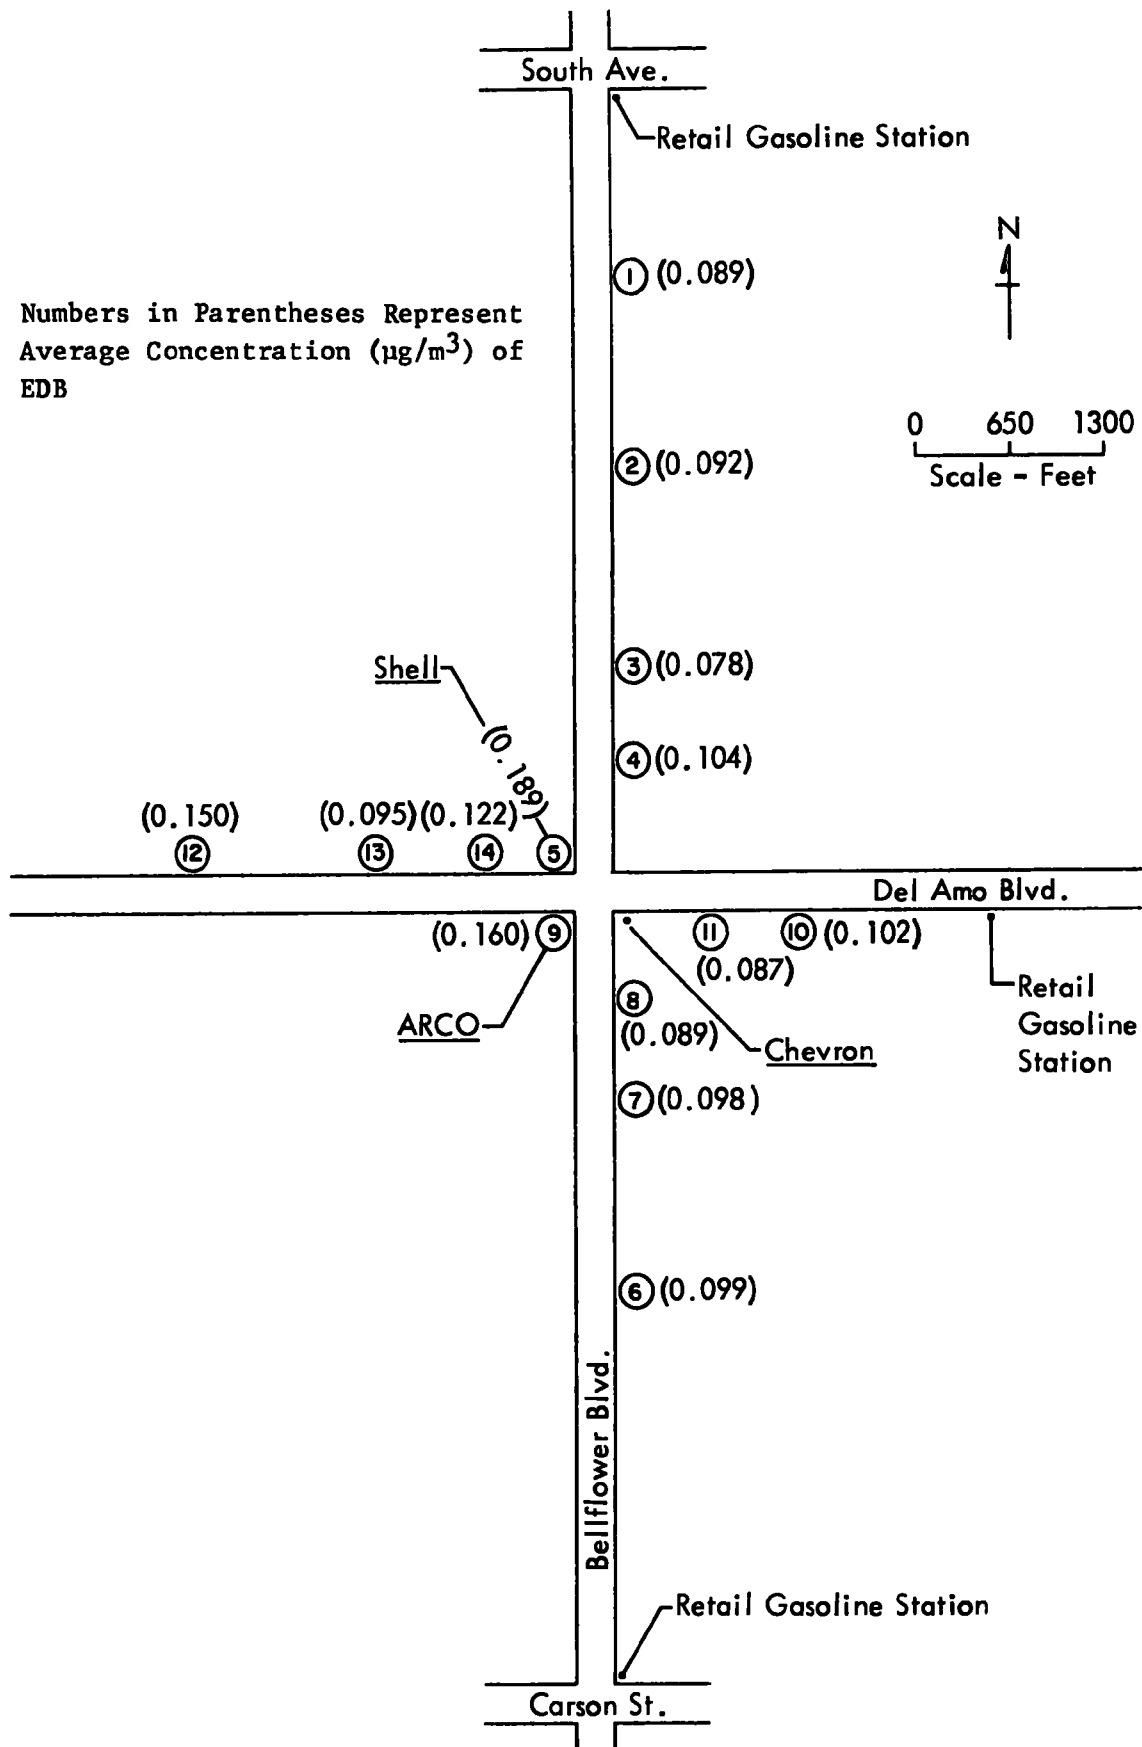 South Ave.
Retail Gasoline Station
N
① (0.089)
Numbers in Parentheses Represent
Average Concentration (µg/m³) of
EDB
0 650 1300
Scale - Feet
② (0.092)
③ (0.078)
Shell
(0.189)
④ (0.104)
(0.150) (0.095) (0.122)
⑫ ⑬ ⑭ ⑤
Del Amo Blvd.
(0.160) ⑨
⑪ ⑩ (0.102)
(0.087)
⑧
(0.089)
ARCO
Chevron
Retail
Gasoline
Station
⑦ (0.098)
⑥ (0.099)
Bellflower Blvd.
Retail Gasoline Station
Carson St.